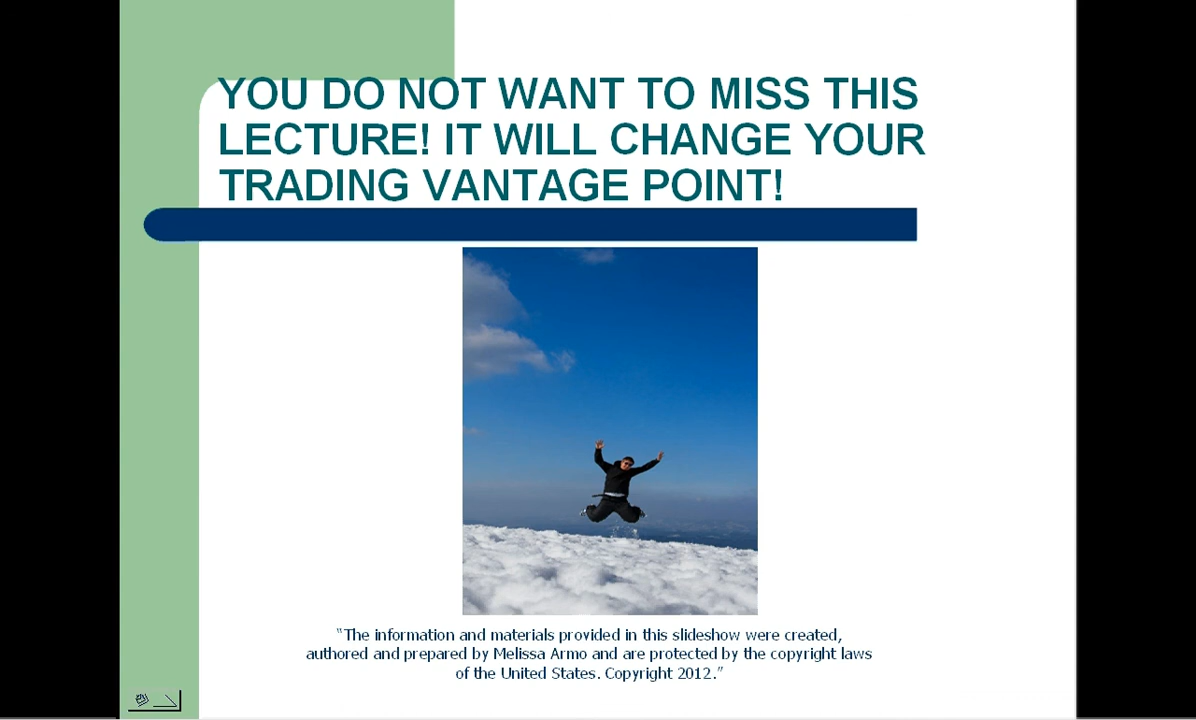 YOU DO NOT WANT TO MISS THIS
LECTURE! IT WILL CHANGE YOUR
TRADING VANTAGE POINT!
"The information and materials provided in this slideshow were created,
authored and prepared by Melissa Armo and are protected by the copyright laws
of the United States. Copyright 2012."